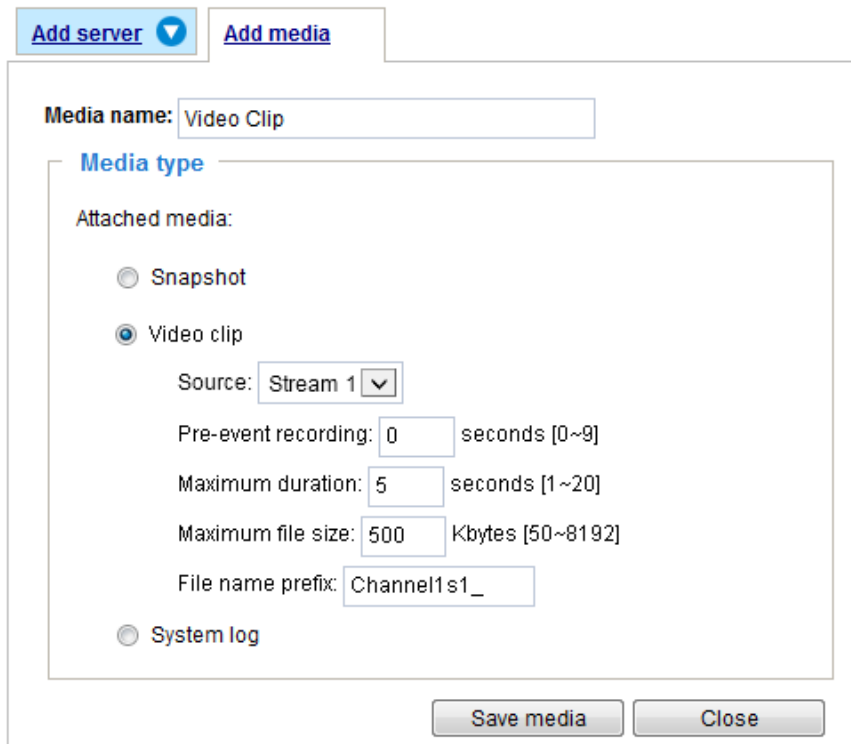 Add server
Add media
Media name: Video Clip
Media type
Attached media:
Snapshot
Video clip
Source: Stream 1
Pre-event recording: 0 seconds [0~9]
Maximum duration: 5 seconds [1~20]
Maximum file size: 500 Kbytes [50~8192]
File name prefix: Channel1s1_
System log
Save media
Close